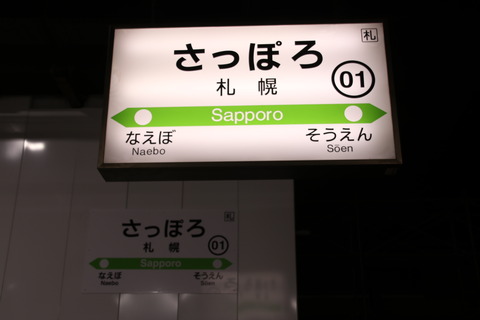 札
さっぽろ
札幌
01
Sapporo
なえぼ
Naebo
そうえん
Sōen
札
さっぽろ
札幌
01
Sapporo
なえぼ
Naebo
そうえん
Sōen